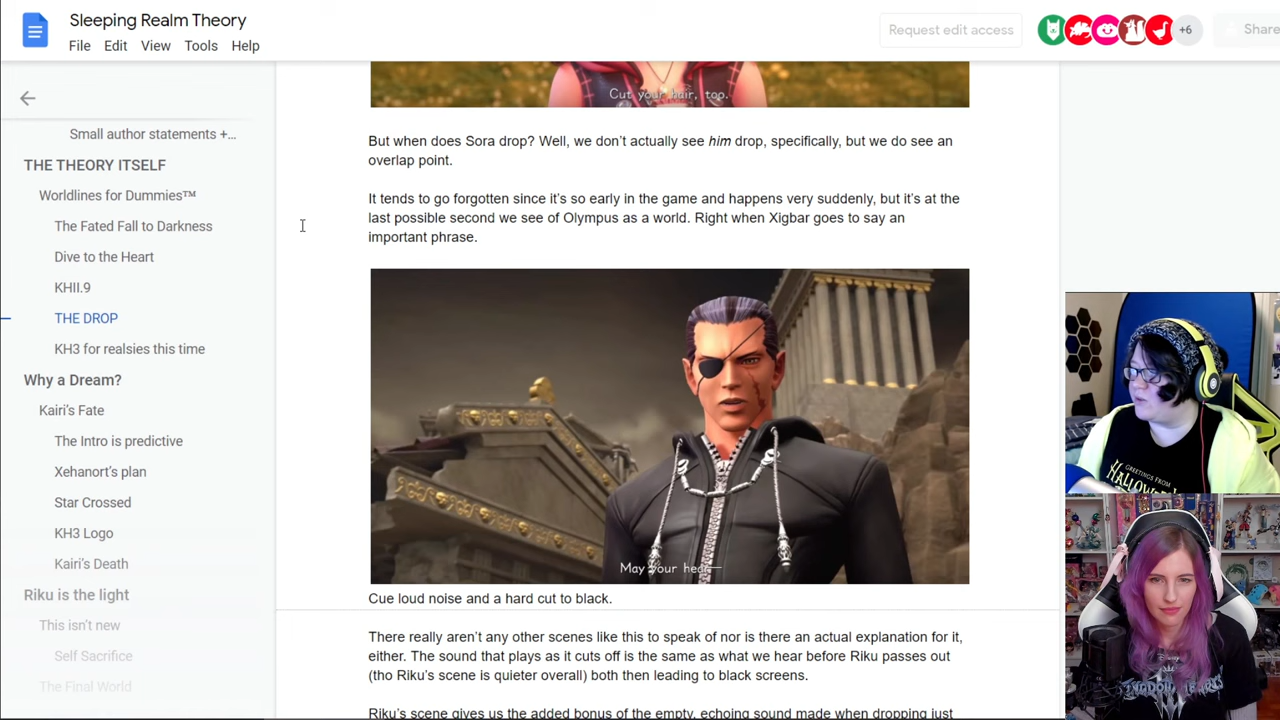 Sleeping Realm Theory
File Edit View Tools Help
Request edit access
+6
Share
Small author statements +...
THE THEORY ITSELF
Worldlines for Dummies™
The Fated Fall to Darkness
Dive to the Heart
KHII.9
THE DROP
KH3 for realsies this time
Why a Dream?
Kairi's Fate
The Intro is predictive
Xehanort's plan
Star Crossed
KH3 Logo
Kairi's Death
Riku is the light
This isn't new
Self Sacrifice
The Final World
Cut your hair, top.
But when does Sora drop? Well, we don't actually see him drop, specifically, but we do see an
overlap point.
It tends to go forgotten since it's so early in the game and happens very suddenly, but it's at the
last possible second we see of Olympus as a world. Right when Xigbar goes to say an
important phrase.
May your hear—
Cue loud noise and a hard cut to black.
There really aren't any other scenes like this to speak of nor is there an actual explanation for it,
either. The sound that plays as it cuts off is the same as what we hear before Riku passes out
(tho Riku's scene is quieter overall) both then leading to black screens.
Riku's scene gives us the added bonus of the empty, echoing sound made when dropping just
GREETINGS FROM